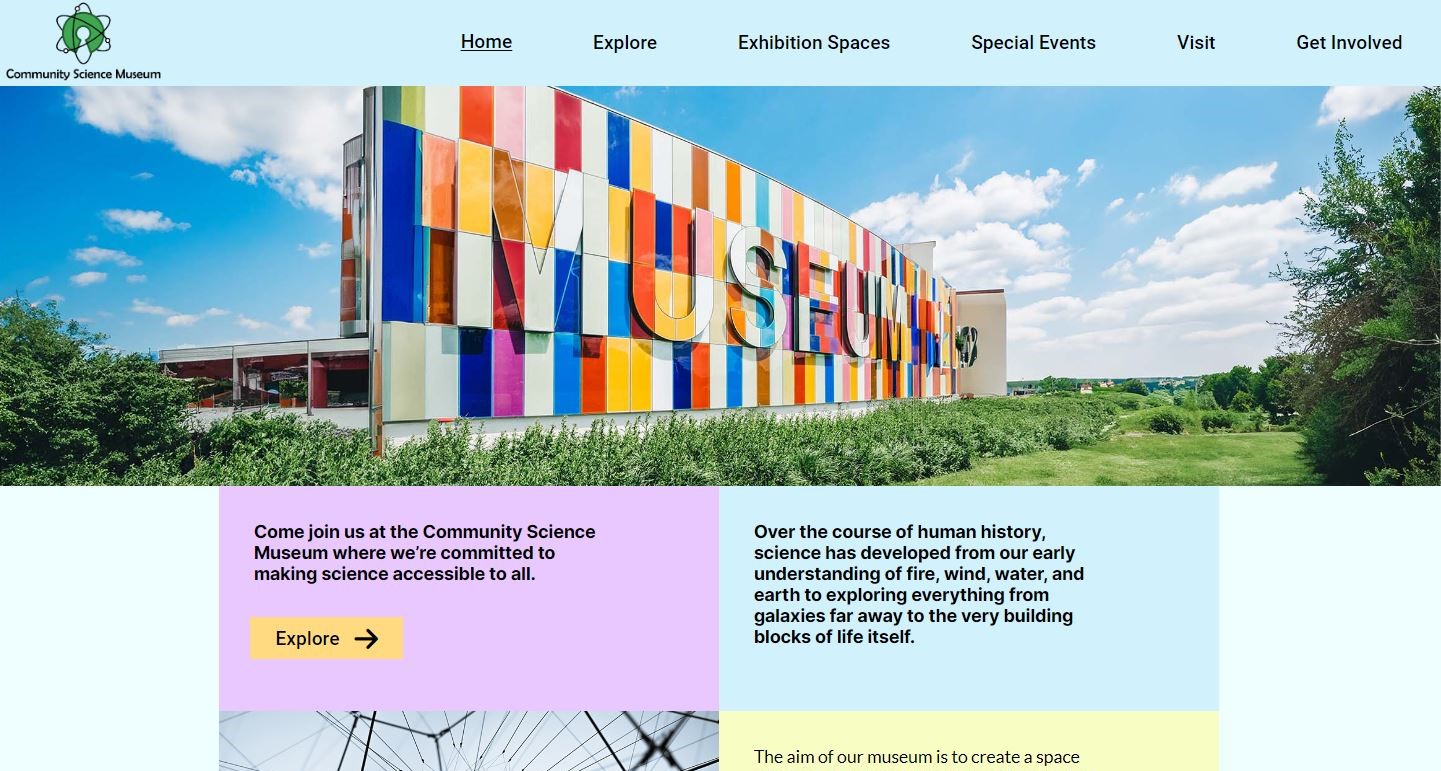 Community Science Museum
Home Explore Exhibition Spaces Special Events Visit Get Involved
MUSEUM
Come join us at the Community Science
Museum where we’re committed to
making science accessible to all.
Explore
Over the course of human history,
science has developed from our early
understanding of fire, wind, water, and
earth to exploring everything from
galaxies far away to the very building
blocks of life itself.
The aim of our museum is to create a space